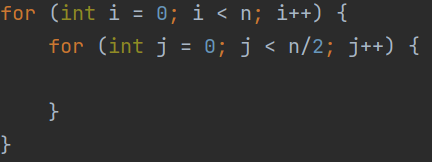 for (int i = 0; i < n; i++) {
    for (int j = 0; j < n/2; j++) {
    }
}